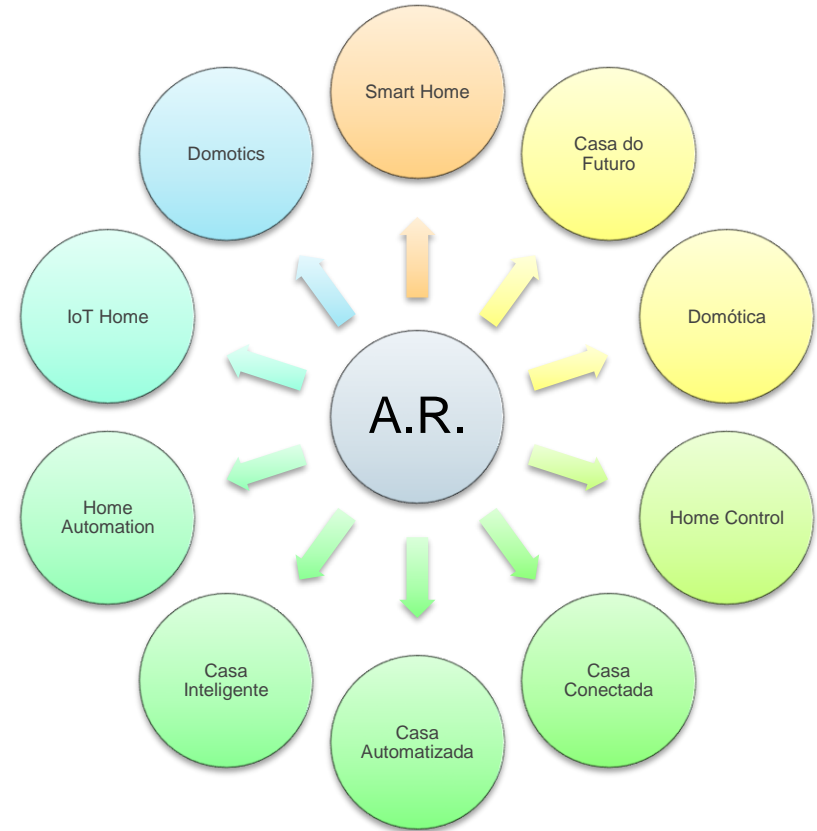 Smart Home
Casa do
Futuro
Domótica
Home Control
Casa
Conectada
Casa
Automatizada
Casa
Inteligente
Home
Automation
IoT Home
Domotics
A.R.